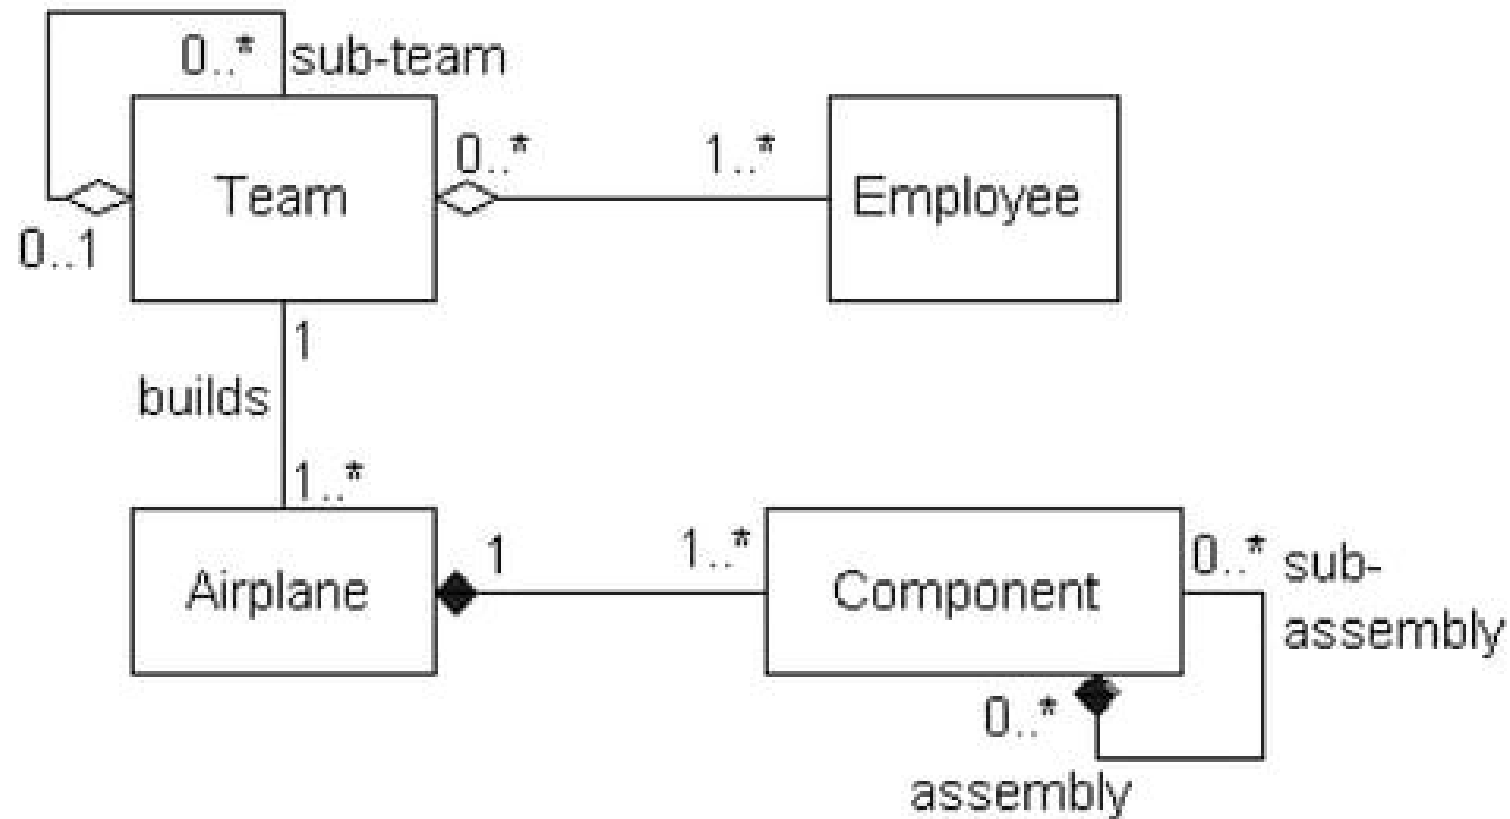 0..* sub-team
Team
0..1
0..* 1..*
Employee
1
builds
1..*
Airplane
1 1..*
Component
0..* sub-
assembly
0..*
assembly